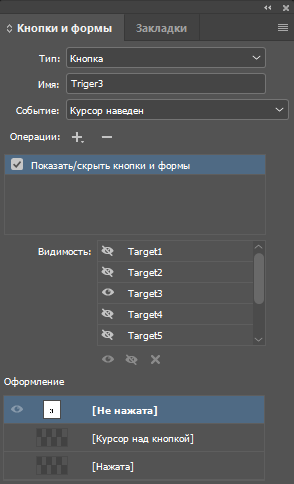 Кнопки и формы Закладки
Тип: Кнопка
Имя: Triger3
Событие: Курсор наведен
Операции:
Показать/скрыть кнопки и формы
Видимость: Target1
Target2
Target3
Target4
Target5
Оформление
3 [Не нажата]
[Курсор над кнопкой]
[Нажата]